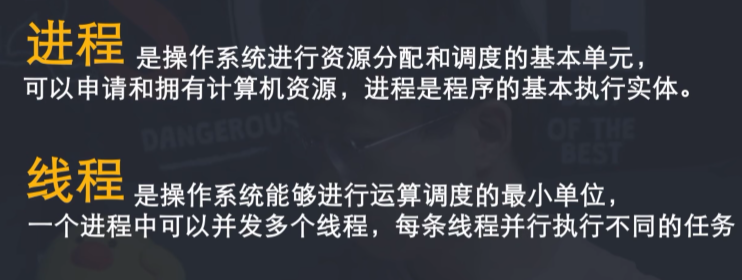 进程 是操作系统进行资源分配和调度的基本单元，
可以申请和拥有计算机资源，进程是程序的基本执行实体。
DANGEROUS
OF THE
BEST
线程 是操作系统能够进行运算调度的最小单位，
一个进程中可以并发多个线程，每条线程并行执行不同的任务